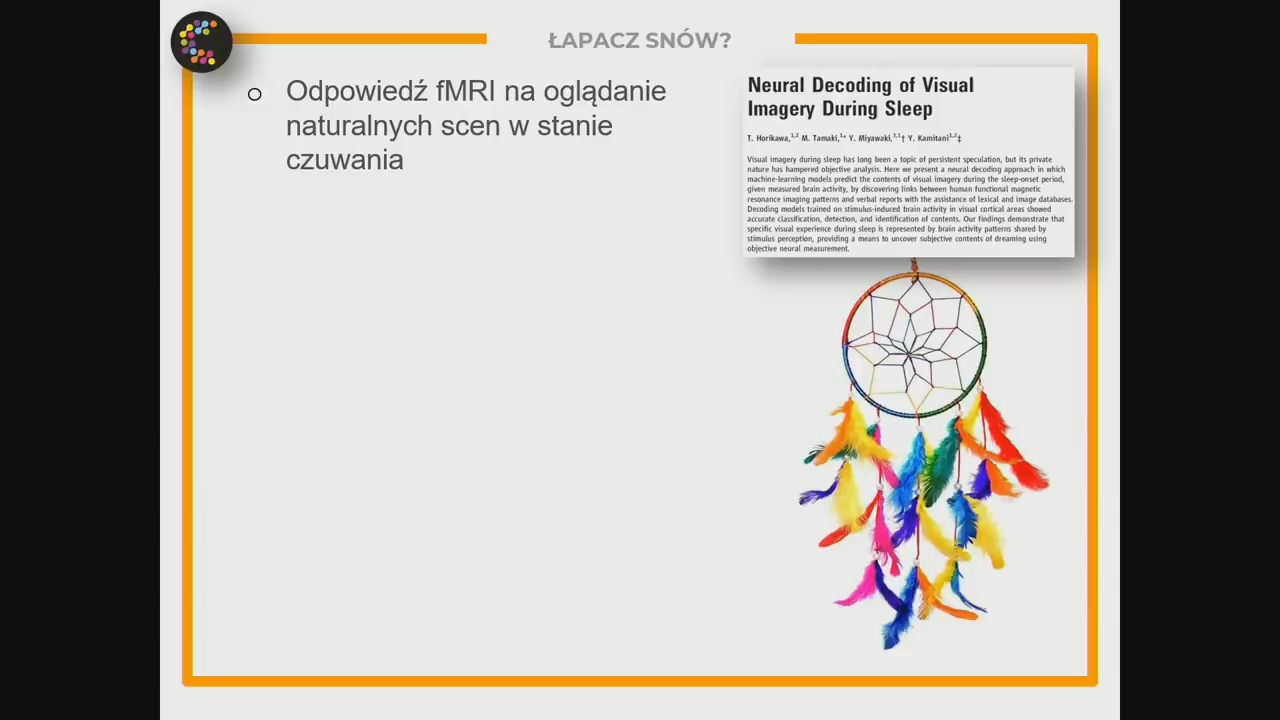 ŁAPACZ SNÓW?
Odpowiedź fMRI na oglądanie
naturalnych scen w stanie
czuwania
Neural Decoding of Visual
Imagery During Sleep
T. Horikawa,1,2 M. Tamaki,1* Y. Miyawaki,3,1† Y. Kamitani1,2‡
Visual imagery during sleep has long been a topic of persistent speculation, but its private
nature has hampered objective analysis. Here we present a neural decoding approach in which
machine-learning models predict the contents of visual imagery during the sleep-onset period,
given measured brain activity, by discovering links between human functional magnetic
resonance imaging patterns and verbal reports with the assistance of lexical and image databases.
Decoding models trained on stimulus-induced brain activity in visual cortical areas showed
accurate classification, detection, and identification of contents. Our findings demonstrate that
specific visual experience during sleep is represented by brain activity patterns shared by
stimulus perception, providing a means to uncover subjective contents of dreaming using
objective neural measurement.